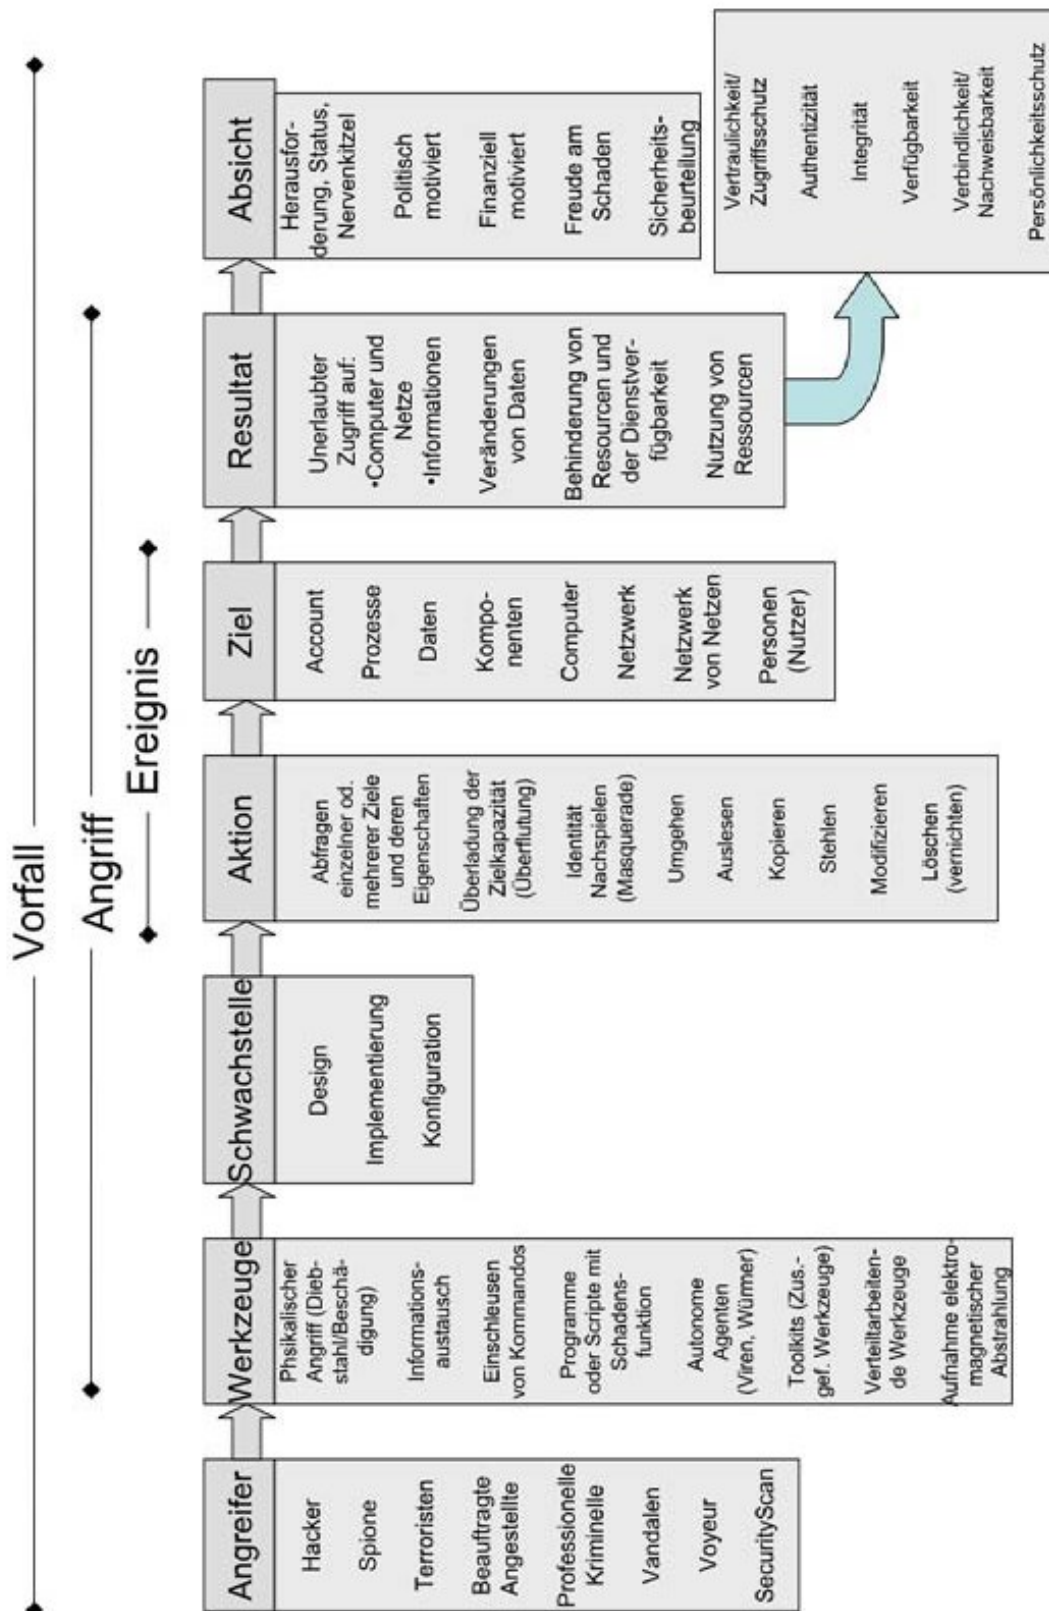 Vorfall
Angriff
Ereignis
Angreifer
Hacker
Spione
Terroristen
Beauftragte
Angestellte
Professionelle
Kriminelle
Vandalen
Voyeur
SecurityScan
Werkzeuge
Phsikalischer
Angriff (Dieb-
stahl/Beschä-
digung)
Informations-
austausch
Einschleusen
von Kommandos
Programme
oder Scripte mit
Schadens-
funktion
Autonome
Agenten
(Viren, Würmer)
Toolkits (Zus.-
gef. Werkzeuge)
Verteiltarbeiten-
de Werkzeuge
Aufnahme elektro-
magnetischer
Abstrahlung
Schwachstelle
Design
Implementierung
Konfiguration
Aktion
Abfragen
einzelner od.
mehrerer Ziele
und deren
Eigenschaften
Überladung der
Zielkapazität
(Überflutung)
Identität
Nachspielen
(Masquerade)
Umgehen
Auslesen
Kopieren
Stehlen
Modifizieren
Löschen
(vernichten)
Ziel
Account
Prozesse
Daten
Kompo-
nenten
Computer
Netzwerk
Netzwerk
von Netzen
Personen
(Nutzer)
Resultat
Unerlaubter
Zugriff auf:
•Computer und
Netze
•Informationen
Veränderungen
von Daten
Behinderung von
Resourcen und
der Dienstver-
fügbarkeit
Nutzung von
Ressourcen
Absicht
Herausfor-
derung, Status,
Nervenkitzel
Politisch
motiviert
Finanziell
motiviert
Freude am
Schaden
Sicherheits-
beurteilung
Vertraulichkeit/
Zugriffsschutz
Authentizität
Integrität
Verfügbarkeit
Verbindlichkeit/
Nachweisbarkeit
Persönlichkeitsschutz